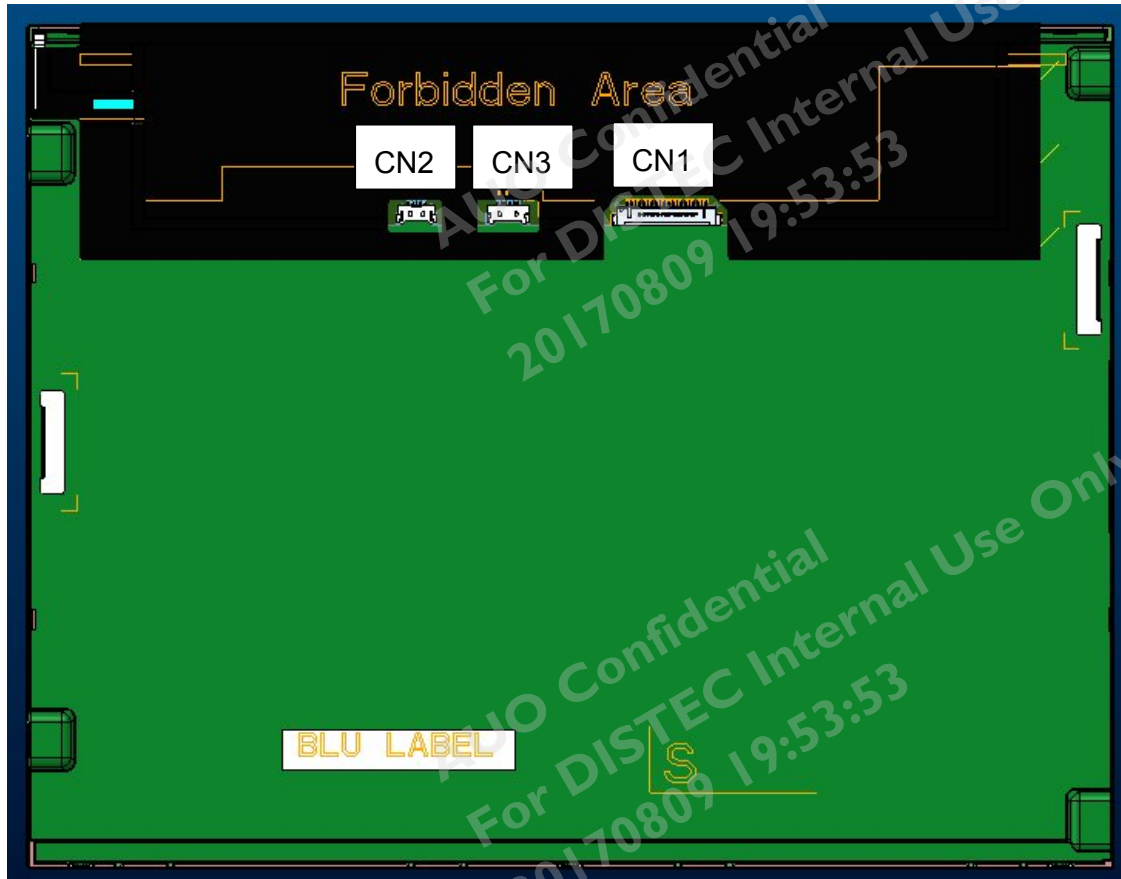 Forbidden Area
CN2 CN3 CN1
AUO Confidential
For DISTEC Internal Use
20170809 19:53:53
AUO Confidential
For DISTEC Internal Use Only
20170809 19:53:53
BLU LABEL
S